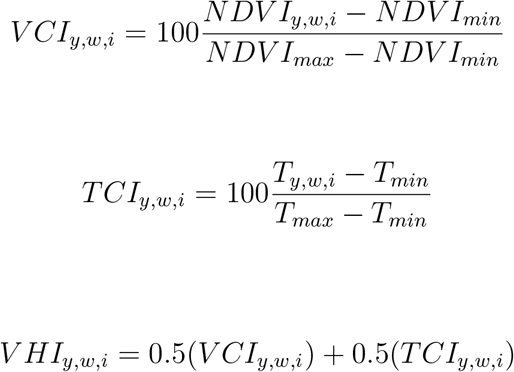 VCI_{y,w,i} = 100 \frac{NDVI_{y,w,i} - NDVI_{min}}{NDVI_{max} - NDVI_{min}}
TCI_{y,w,i} = 100 \frac{T_{y,w,i} - T_{min}}{T_{max} - T_{min}}
VHI_{y,w,i} = 0.5(VCI_{y,w,i}) + 0.5(TCI_{y,w,i})